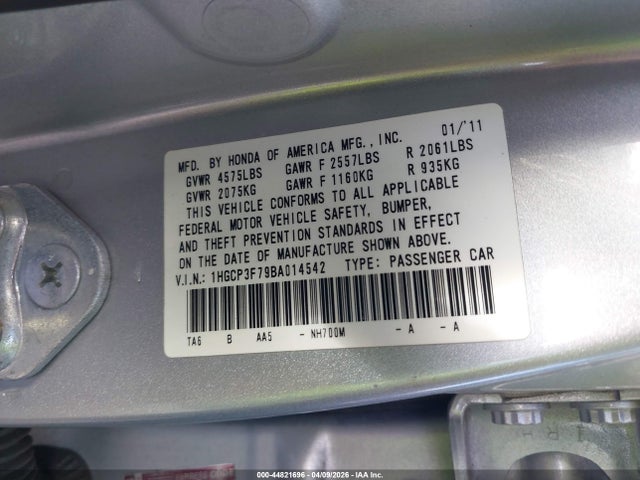 MFD. BY HONDA OF AMERICA MFG., INC. 01/'11
GVWR 4575LBS GAWR F 2557LBS R 2061LBS
GVWR 2075KG GAWR F 1160KG R 935KG
THIS VEHICLE CONFORMS TO ALL APPLICABLE
FEDERAL MOTOR VEHICLE SAFETY, BUMPER,
AND THEFT PREVENTION STANDARDS IN EFFECT
ON THE DATE OF MANUFACTURE SHOWN ABOVE.
V.I.N.: 1HGCP3F79BA014542 TYPE: PASSENGER CAR
TA6 B AA5 - NH700M - A - A
000-44821696 - 04/09/2026 - IAA Inc.